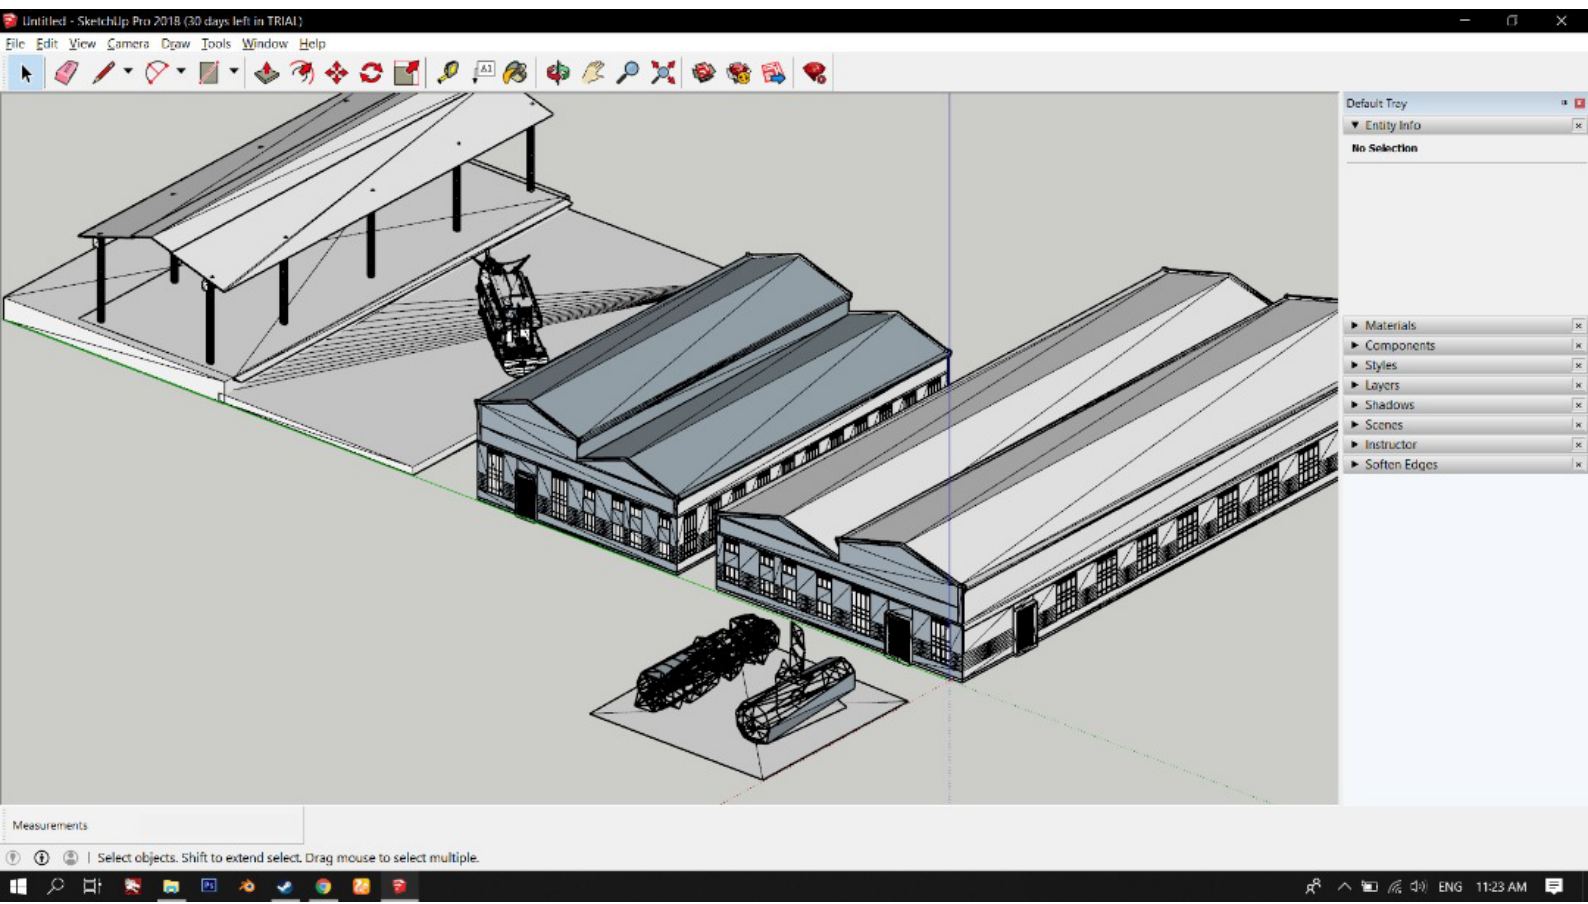 Untitled - SketchUp Pro 2018 (30 days left in TRIAL)
File Edit View Camera Draw Tools Window Help
A1
Default Tray
Entity Info
No Selection
Materials
Components
Styles
Layers
Shadows
Scenes
Instructor
Soften Edges
Measurements
Select objects. Shift to extend select. Drag mouse to select multiple.
Ps
ENG 11:23 AM